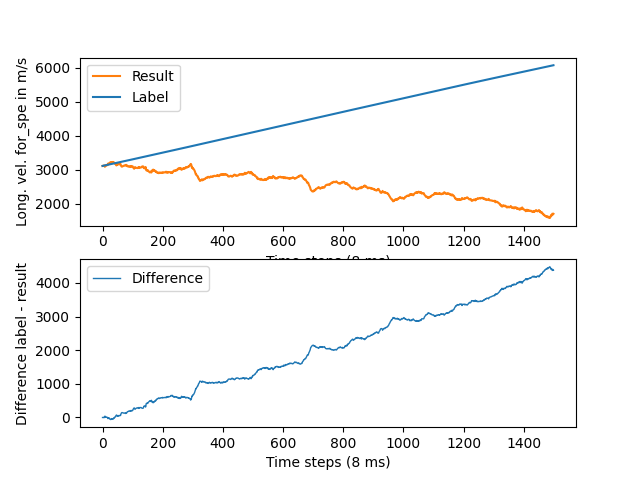 Long. vel. for_spe in m/s
6000
5000
4000
3000
2000
Result
Label
0 200 400 600 800 1000 1200 1400
Time steps (8 ms)
Difference label - result
4000
3000
2000
1000
0
Difference
0 200 400 600 800 1000 1200 1400
Time steps (8 ms)